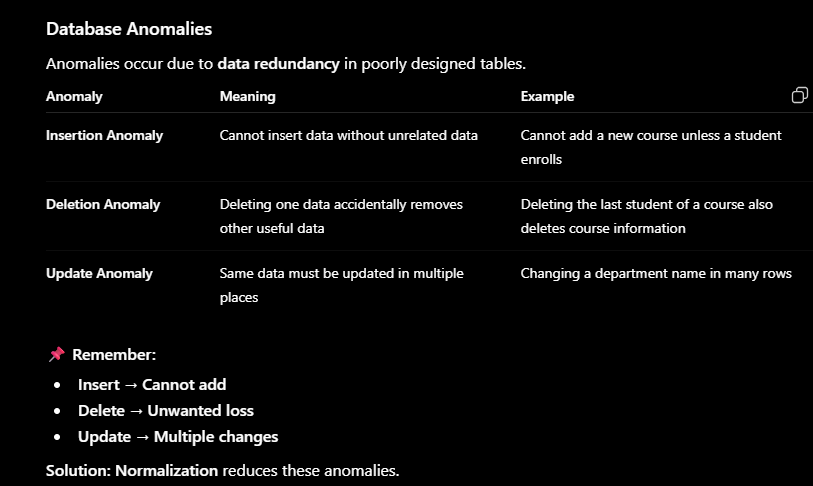 Database Anomalies
Anomalies occur due to data redundancy in poorly designed tables.
Anomaly Meaning Example
Insertion Anomaly Cannot insert data without unrelated data Cannot add a new course unless a student
enrolls
Deletion Anomaly Deleting one data accidentally removes Deleting the last student of a course also
other useful data deletes course information
Update Anomaly Same data must be updated in multiple Changing a department name in many rows
places
📌 Remember:
• Insert → Cannot add
• Delete → Unwanted loss
• Update → Multiple changes
Solution: Normalization reduces these anomalies.